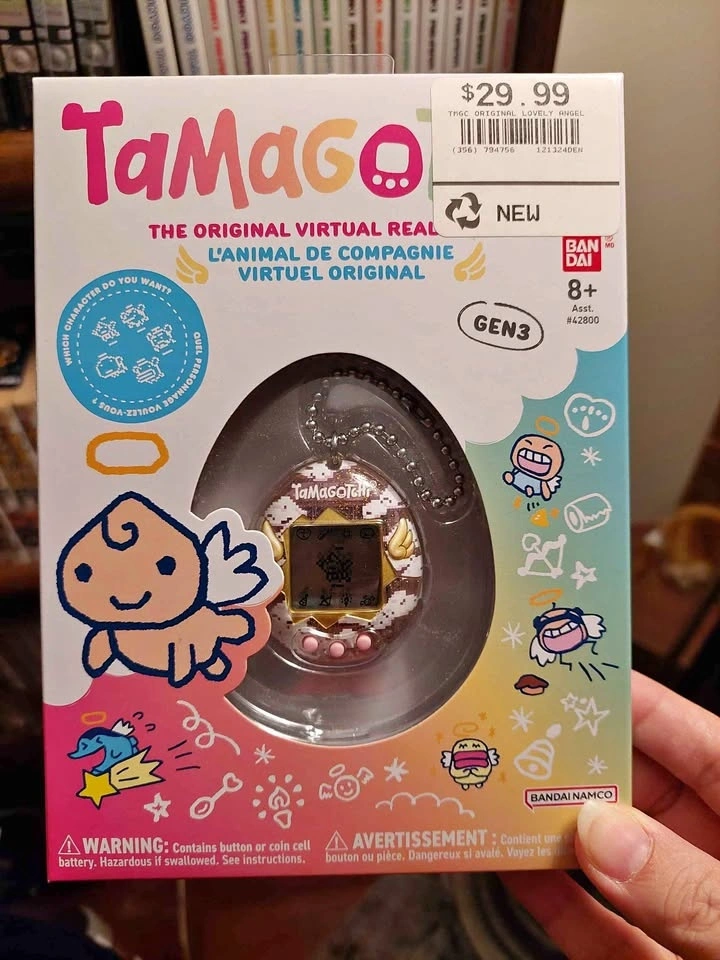 TAMAGO
$29.99
TMGC ORIGINAL LOVELY ANGEL
(356) 794756 121324DEN
NEW
THE ORIGINAL VIRTUAL REAL
L'ANIMAL DE COMPAGNIE
VIRTUEL ORIGINAL
BAN
DAI
MD
8+
Asst.
#42800
GEN3
WHICH CHARACTER DO YOU WANT?
QUEL PERSONNAGE VOULEZ-VOUS ?
TAMAGOTCHI
BANDAI NAMCO
WARNING: Contains button or coin cell
battery. Hazardous if swallowed. See instructions.
AVERTISSEMENT : Contient une
bouton ou pièce. Dangereux si avalé. Voyez les